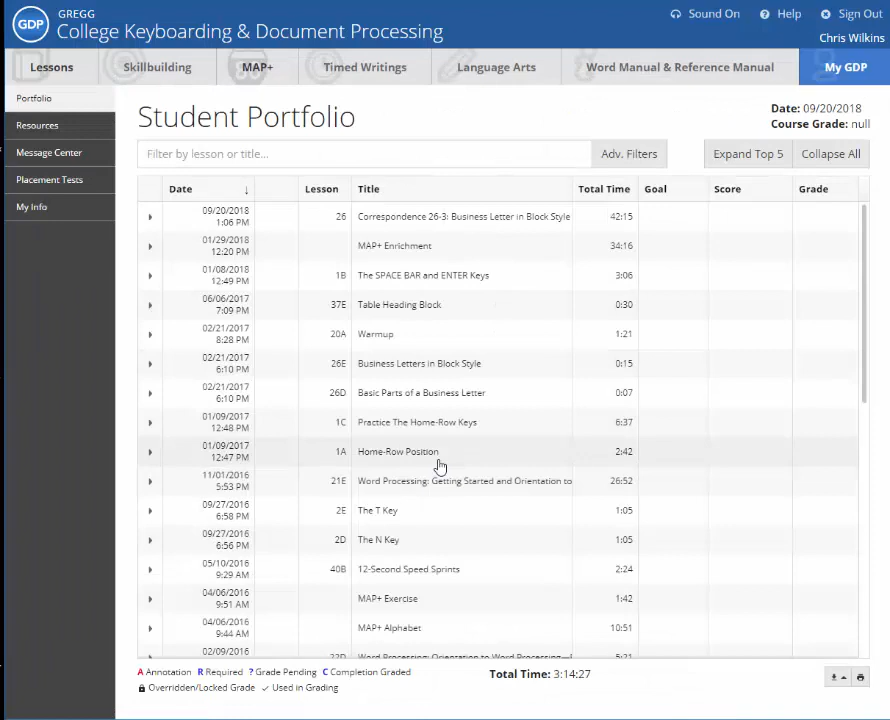 GDP
GREGG
College Keyboarding & Document Processing
Sound On
Help
Sign Out
Chris Wilkins
Lessons
Skillbuilding
MAP+
Timed Writings
Language Arts
Word Manual & Reference Manual
My GDP
Portfolio
Resources
Message Center
Placement Tests
My Info
Student Portfolio
Date: 09/20/2018
Course Grade: null
Filter by lesson or title...
Adv. Filters
Expand Top 5
Collapse All
Date ↓ Lesson Title Total Time Goal Score Grade
09/20/2018
1:06 PM
26 Correspondence 26-3: Business Letter in Block Style 42:15
01/29/2018
12:20 PM
MAP+ Enrichment 34:16
01/08/2018
12:49 PM
1B The SPACE BAR and ENTER Keys 3:06
06/06/2017
7:09 PM
37E Table Heading Block 0:30
02/21/2017
8:28 PM
20A Warmup 1:21
02/21/2017
6:10 PM
26E Business Letters in Block Style 0:15
02/21/2017
6:10 PM
26D Basic Parts of a Business Letter 0:07
01/09/2017
12:48 PM
1C Practice The Home-Row Keys 6:37
01/09/2017
12:47 PM
1A Home-Row Position 2:42
11/01/2016
5:53 PM
21E Word Processing: Getting Started and Orientation to 26:52
09/27/2016
6:58 PM
2E The T Key 1:05
09/27/2016
6:56 PM
2D The N Key 1:05
05/10/2016
9:29 AM
40B 12-Second Speed Sprints 2:24
04/06/2016
9:51 AM
MAP+ Exercise 1:42
04/06/2016
9:44 AM
MAP+ Alphabet 10:51
02/09/2016
22D Word Processing: Orientation to Word Processing— 5:21
A Annotation R Required ? Grade Pending C Completion Graded
Overridden/Locked Grade ✓ Used in Grading
Total Time: 3:14:27